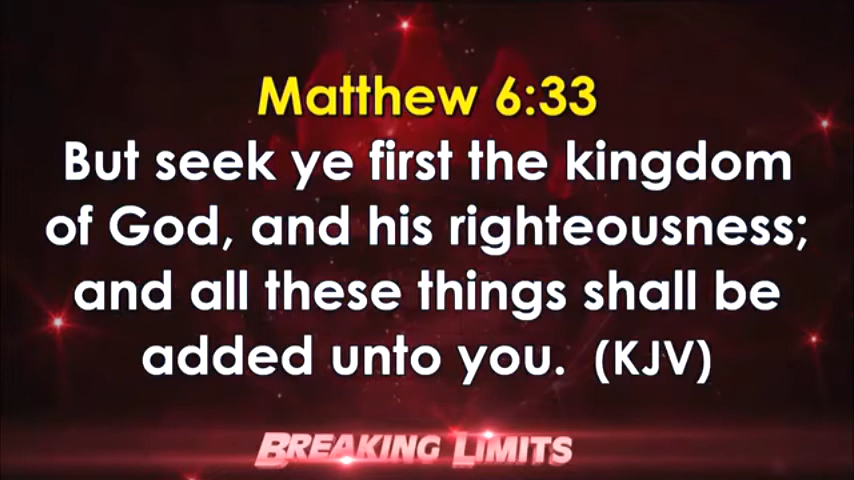 Matthew 6:33
But seek ye first the kingdom
of God, and his righteousness;
and all these things shall be
added unto you. (KJV)
BREAKING LIMITS